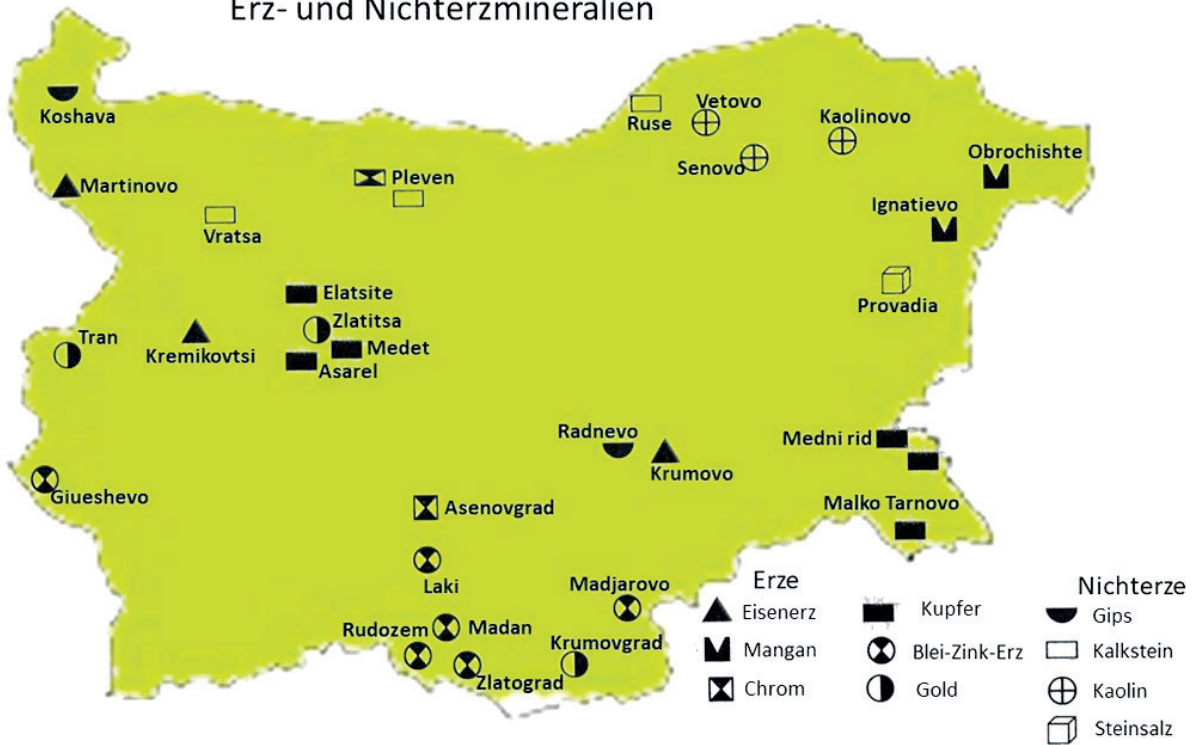 Erz- und Nichterzmineralien
Koshava
Martinovo
Vratsa
Pleven
Ruse
Vetovo
Senovo
Kaolinovo
Obrochishte
Ignatievo
Provadia
Elatsite
Zlatitsa
Medet
Asarel
Tran
Kremikovtsi
Radnevo
Krumovo
Medni rid
Malko Tarnovo
Giueshevo
Asenovgrad
Laki
Madjarovo
Rudozem
Madan
Krumovgrad
Zlatograd
Erze
Eisenerz
Mangan
Chrom
Kupfer
Blei-Zink-Erz
Gold
Nichterze
Gips
Kalkstein
Kaolin
Steinsalz